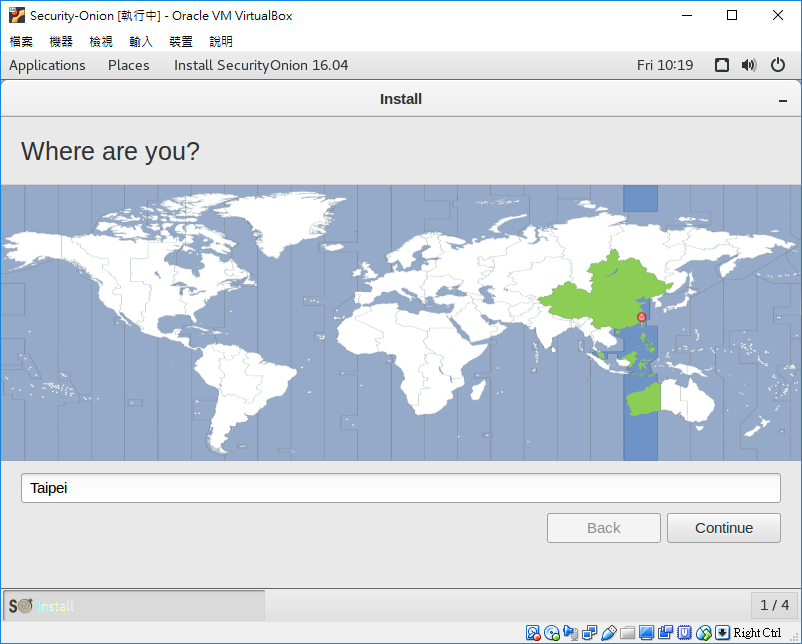 Security-Onion [執行中] - Oracle VM VirtualBox
檔案 機器 檢視 輸入 裝置 說明
Applications Places Install SecurityOnion 16.04 Fri 10:19
Install
Where are you?
Taipei
Back Continue
Install 1 / 4
Right Ctrl